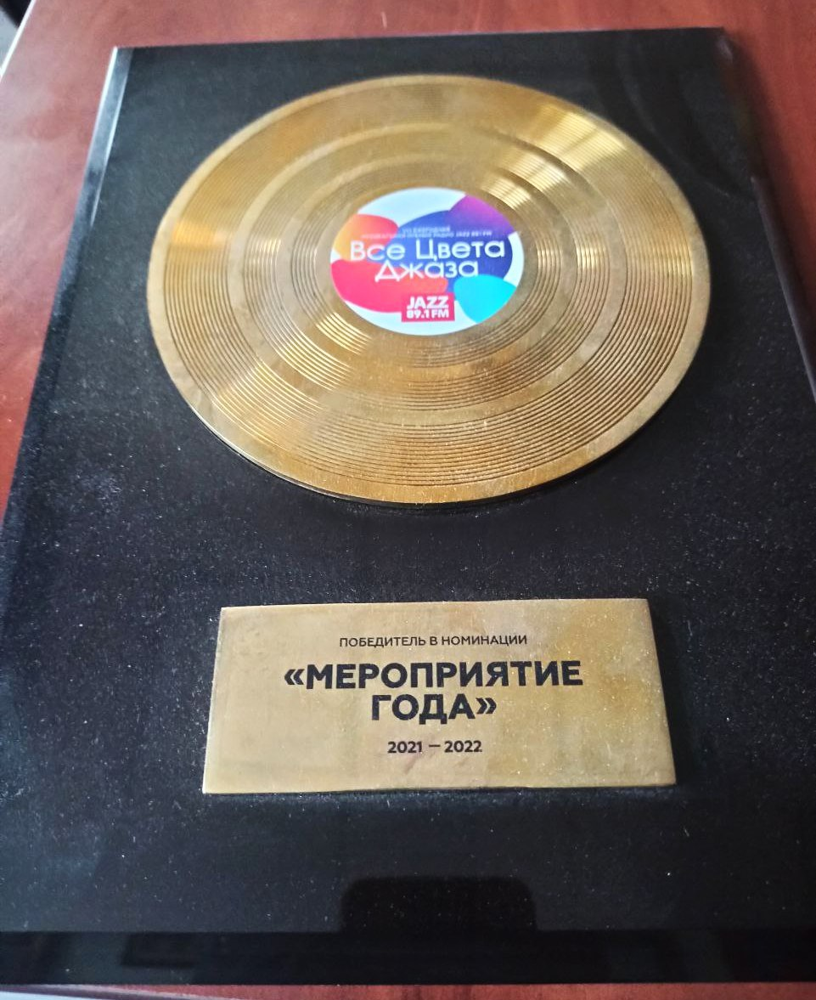 Все Цвета
Джаза
JAZZ
89.1 FM
ПОБЕДИТЕЛЬ В НОМИНАЦИИ
«МЕРОПРИЯТИЕ
ГОДА»
2021 – 2022